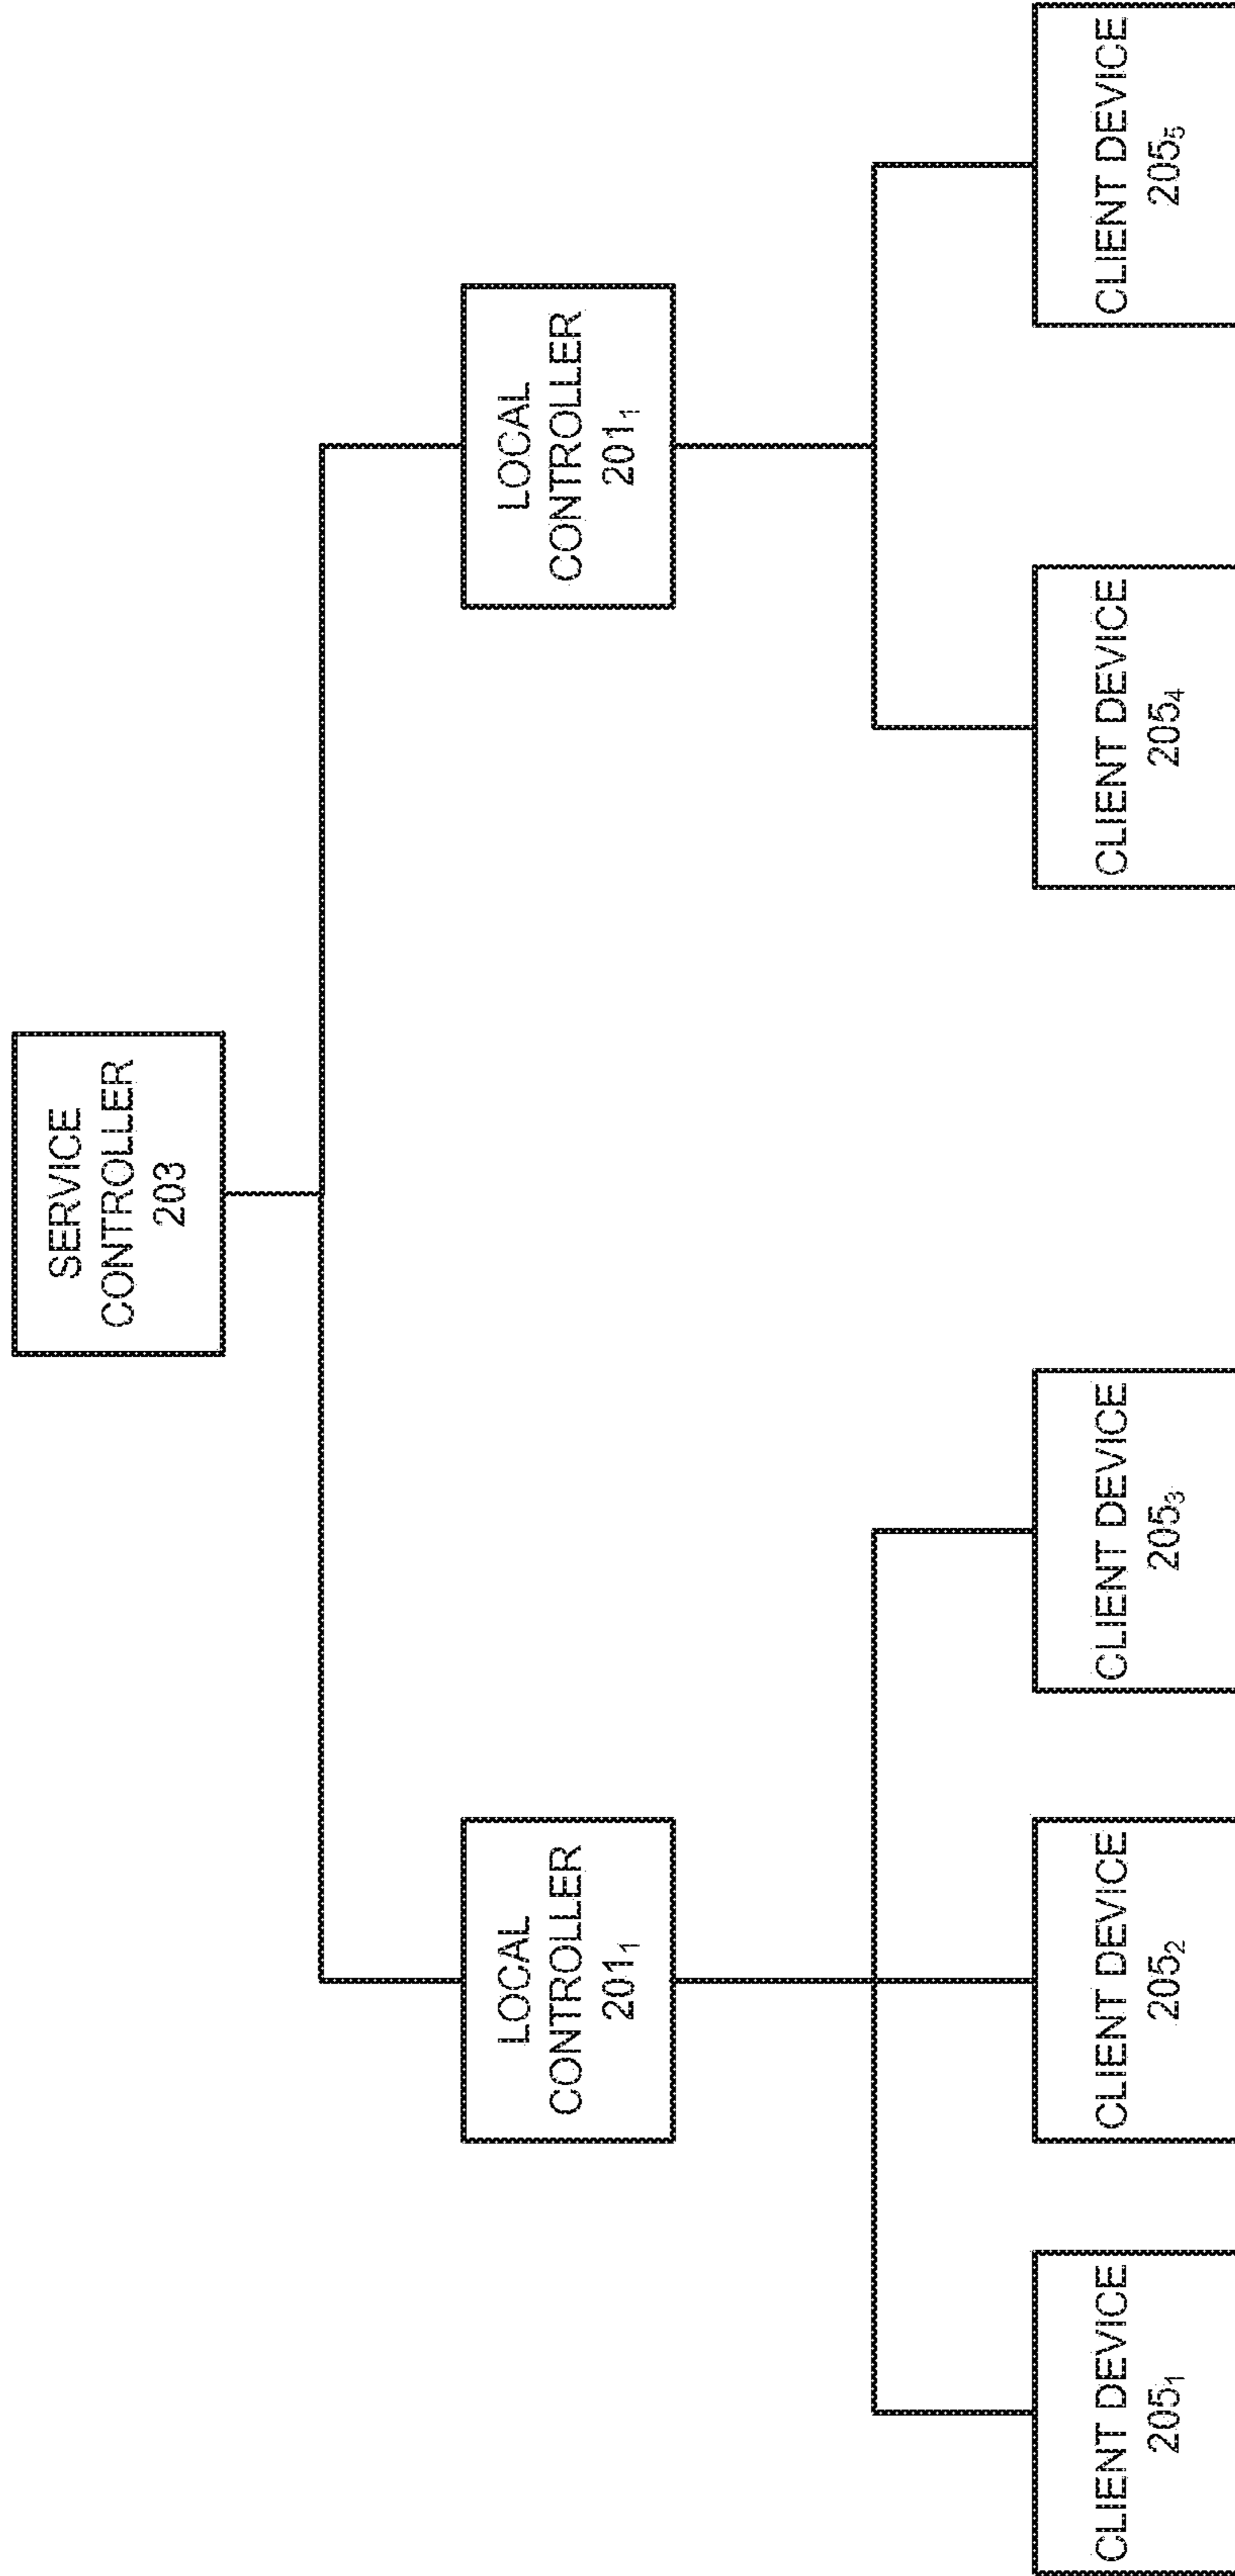 SERVICE
CONTROLLER
203
LOCAL
CONTROLLER
201₁
LOCAL
CONTROLLER
201₁
CLIENT DEVICE
205₁
CLIENT DEVICE
205₂
CLIENT DEVICE
205₃
CLIENT DEVICE
205₄
CLIENT DEVICE
205₅